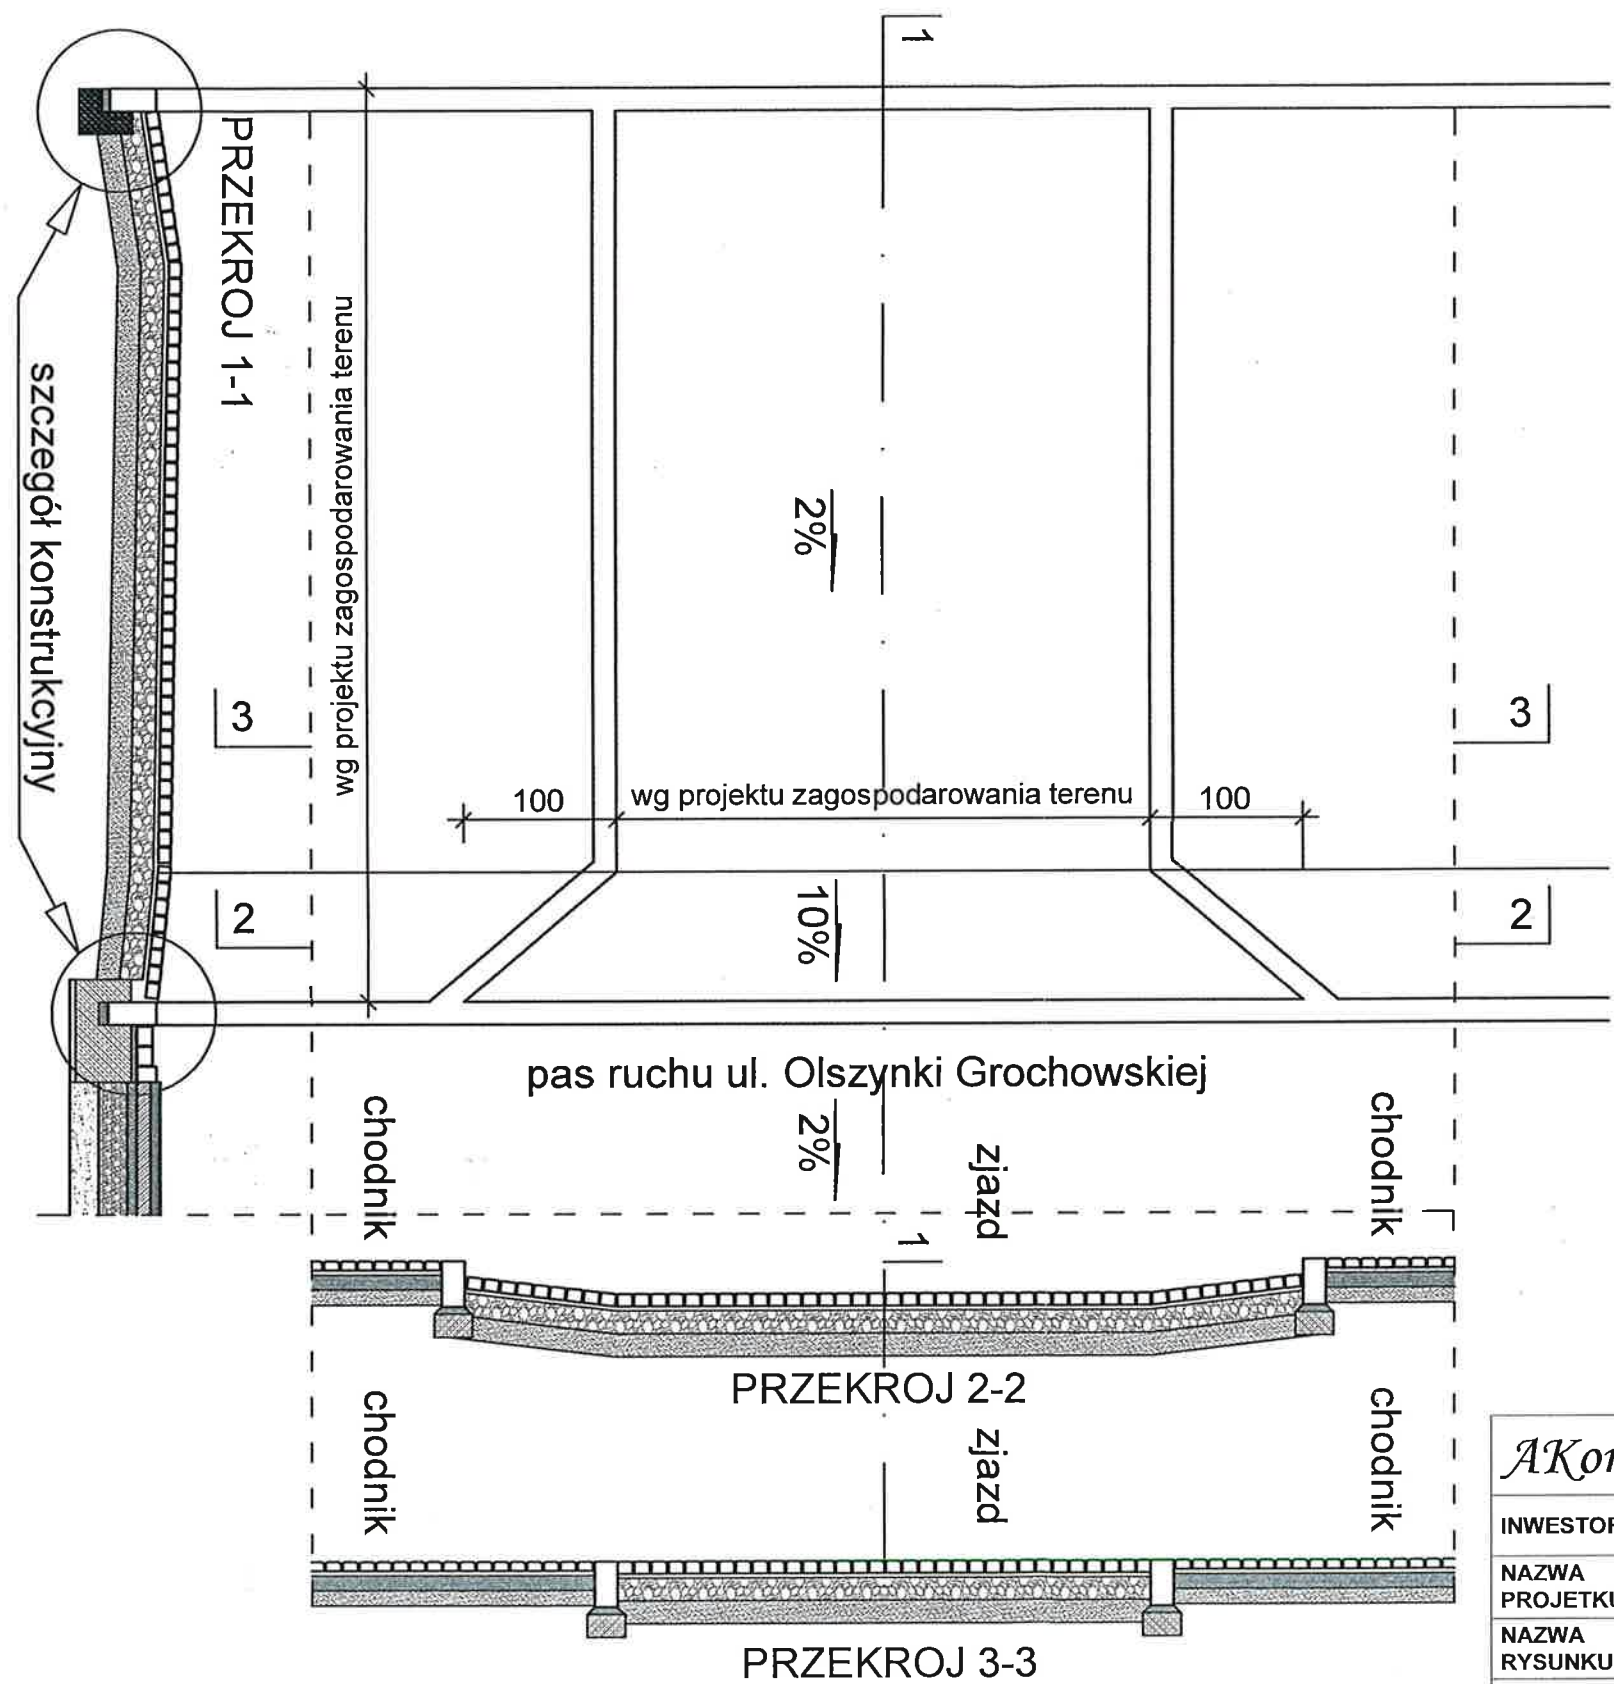 1
PRZEKROJ 1-1
szczegół konstrukcyjny
wg projektu zagospodarowania terenu
2%
3
3
100
wg projektu zagospodarowania terenu
100
2
10%
2
pas ruchu ul. Olszynki Grochowskiej
chodnik
2%
zjazd
chodnik
1
PRZEKROJ 2-2
chodnik
zjazd
chodnik
PRZEKROJ 3-3
INWESTOR
NAZWA
PROJETKU
NAZWA
RYSUNKU